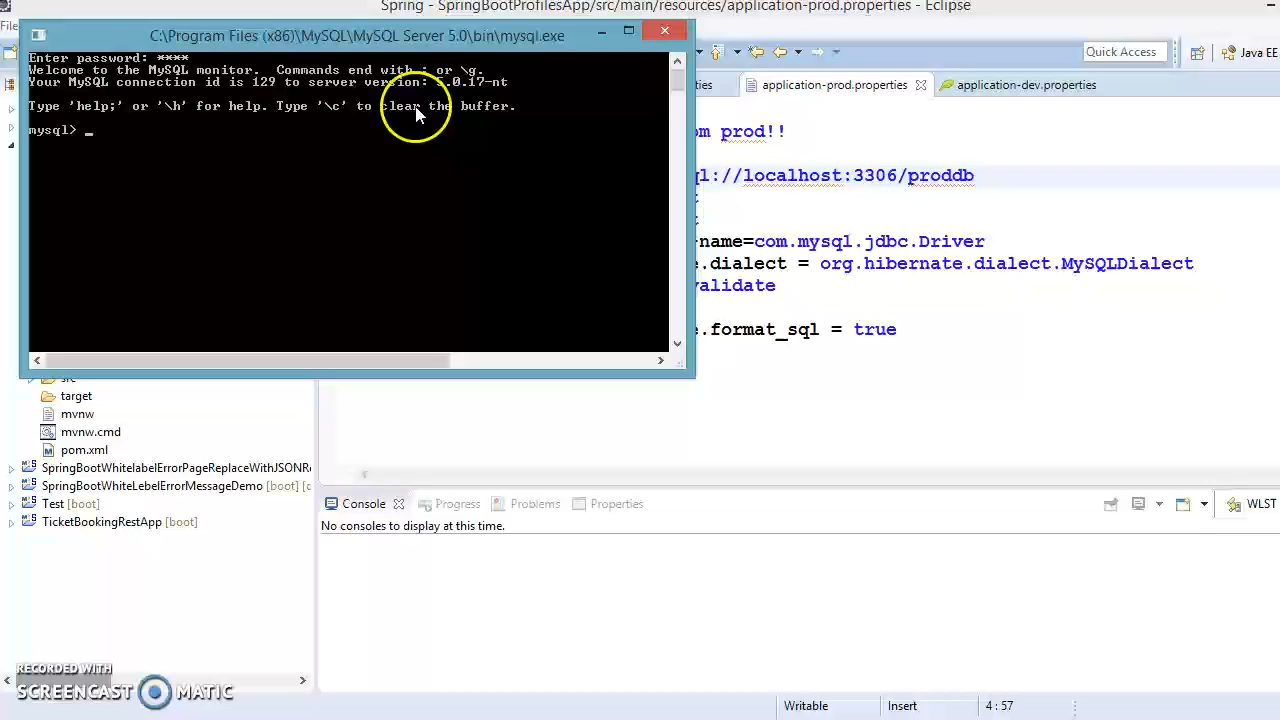 Spring - SpringBootProfilesApp/src/main/resources/application-prod.properties - Eclipse
C:\Program Files (x86)\MySQL\MySQL Server 5.0\bin\mysql.exe
Enter password: ****
Welcome to the MySQL monitor.  Commands end with ; or \g.
Your MySQL connection id is 129 to server version: 5.0.17-nt
Type 'help;' or '\h' for help. Type '\c' to clear the buffer.
mysql> _
Quick Access
Java EE
application-prod.properties
application-dev.properties
om prod!!
ql://localhost:3306/proddb
rname=com.mysql.jdbc.Driver
e.dialect = org.hibernate.dialect.MySQLDialect
validate
e.format_sql = true
src
target
mvnw
mvnw.cmd
pom.xml
SpringBootWhitelabelErrorPageReplaceWithJSONRe
SpringBootWhiteLebelErrorMessageDemo [boot] [
Test [boot]
TicketBookingRestApp [boot]
Console
Progress
Problems
Properties
WLST
No consoles to display at this time.
RECORDED WITH
SCREENCAST MATIC
Writable
Insert
4 : 57